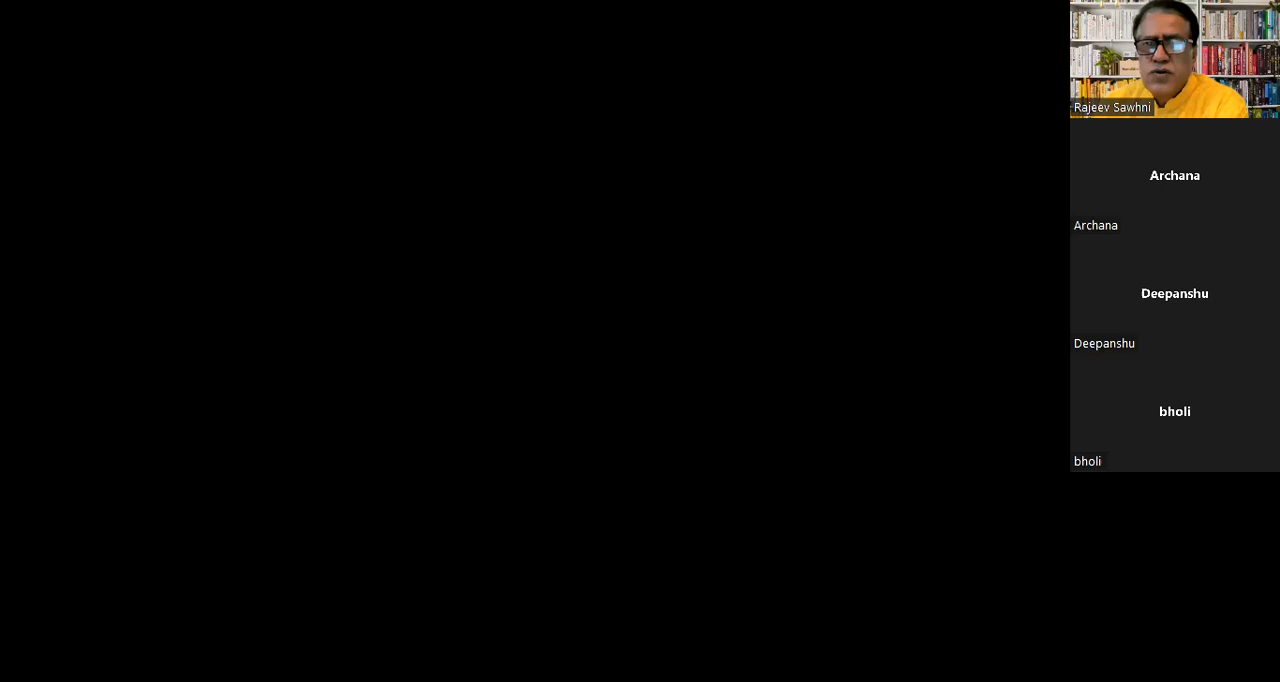 Rajeev Sawhni
Archana
Archana
Deepanshu
Deepanshu
bholi
bholi